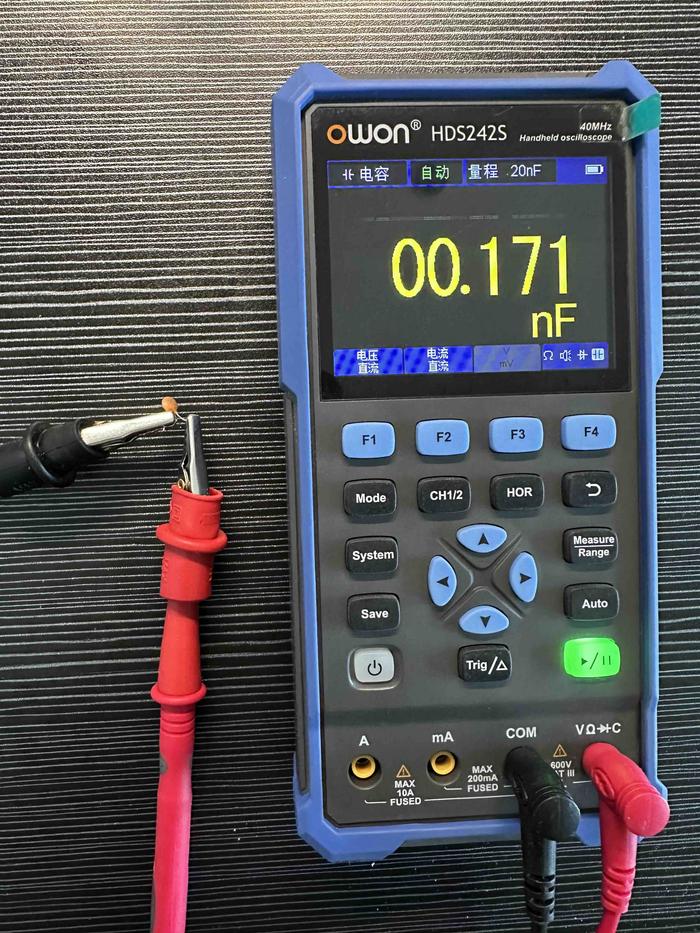 OWON® HDS242S
40MHz
Handheld oscilloscope
电容 自动 量程 20nF
00.171
nF
电压
直流
电流
直流
V
mV
Ω
F1 F2 F3 F4
Mode CH1/2 HOR
System
Measure
Range
Save
Auto
Trig/△
A mA COM VΩC
MAX
10A
FUSED
MAX
200mA
FUSED
600V
T III